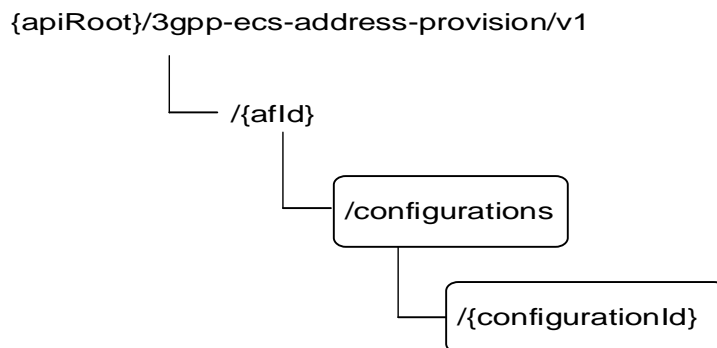 {apiRoot}/3gpp-ecs-address-provision/v1
/{afId}
/configurations
/{configurationId}